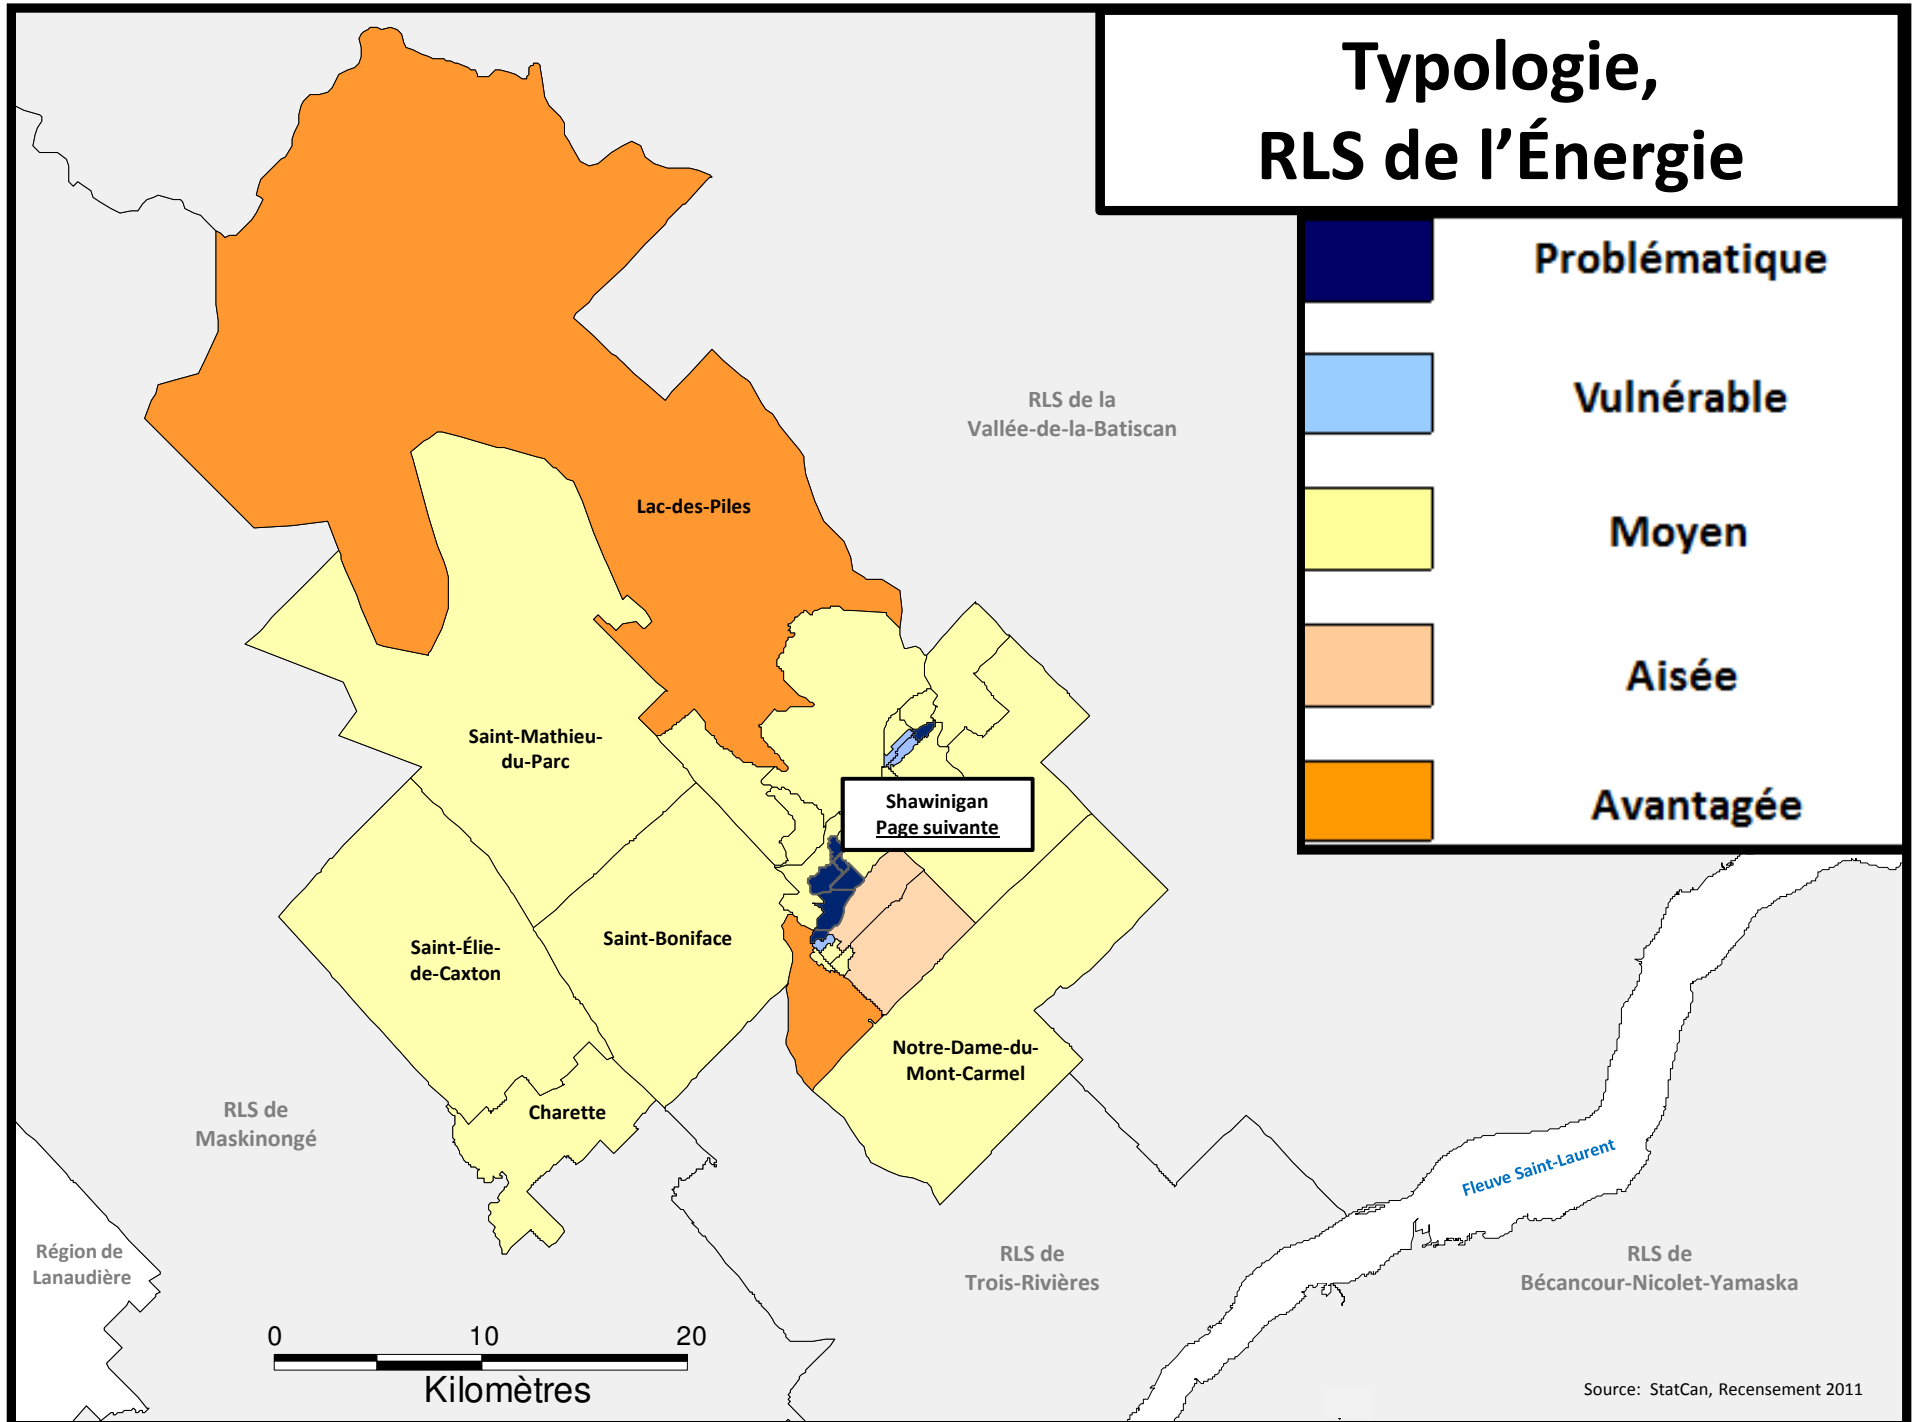 Typologie,
RLS de l’Énergie
Problématique
Vulnérable
Moyen
Aisée
Avantagée
RLS de la
Vallée-de-la-Batiscan
Lac-des-Piles
Saint-Mathieu-
du-Parc
Shawinigan
Page suivante
Saint-Élie-
de-Caxton
Saint-Boniface
Notre-Dame-du-
Mont-Carmel
Charette
RLS de
Maskinongé
Fleuve Saint-Laurent
Région de
Lanaudière
RLS de
Trois-Rivières
RLS de
Bécancour-Nicolet-Yamaska
0 10 20
Kilomètres
Source: StatCan, Recensement 2011